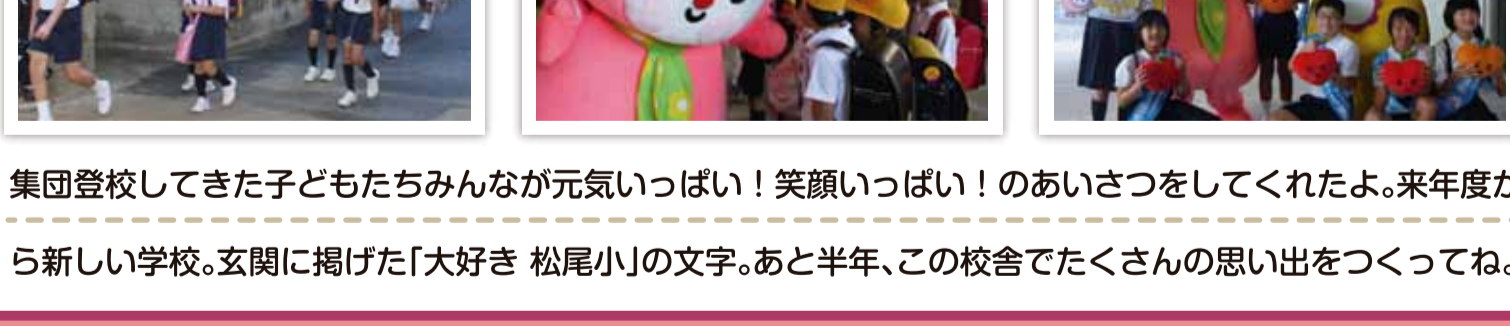 集団登校してきた子どもたちみんなが元気いっぱい！笑顔いっぱい！のあいさつをしてくれたよ。来年度か
ら新しい学校。玄関に掲げた「大好き 松尾小」の文字。あと半年、この校舎でたくさんの思い出をつくってね。